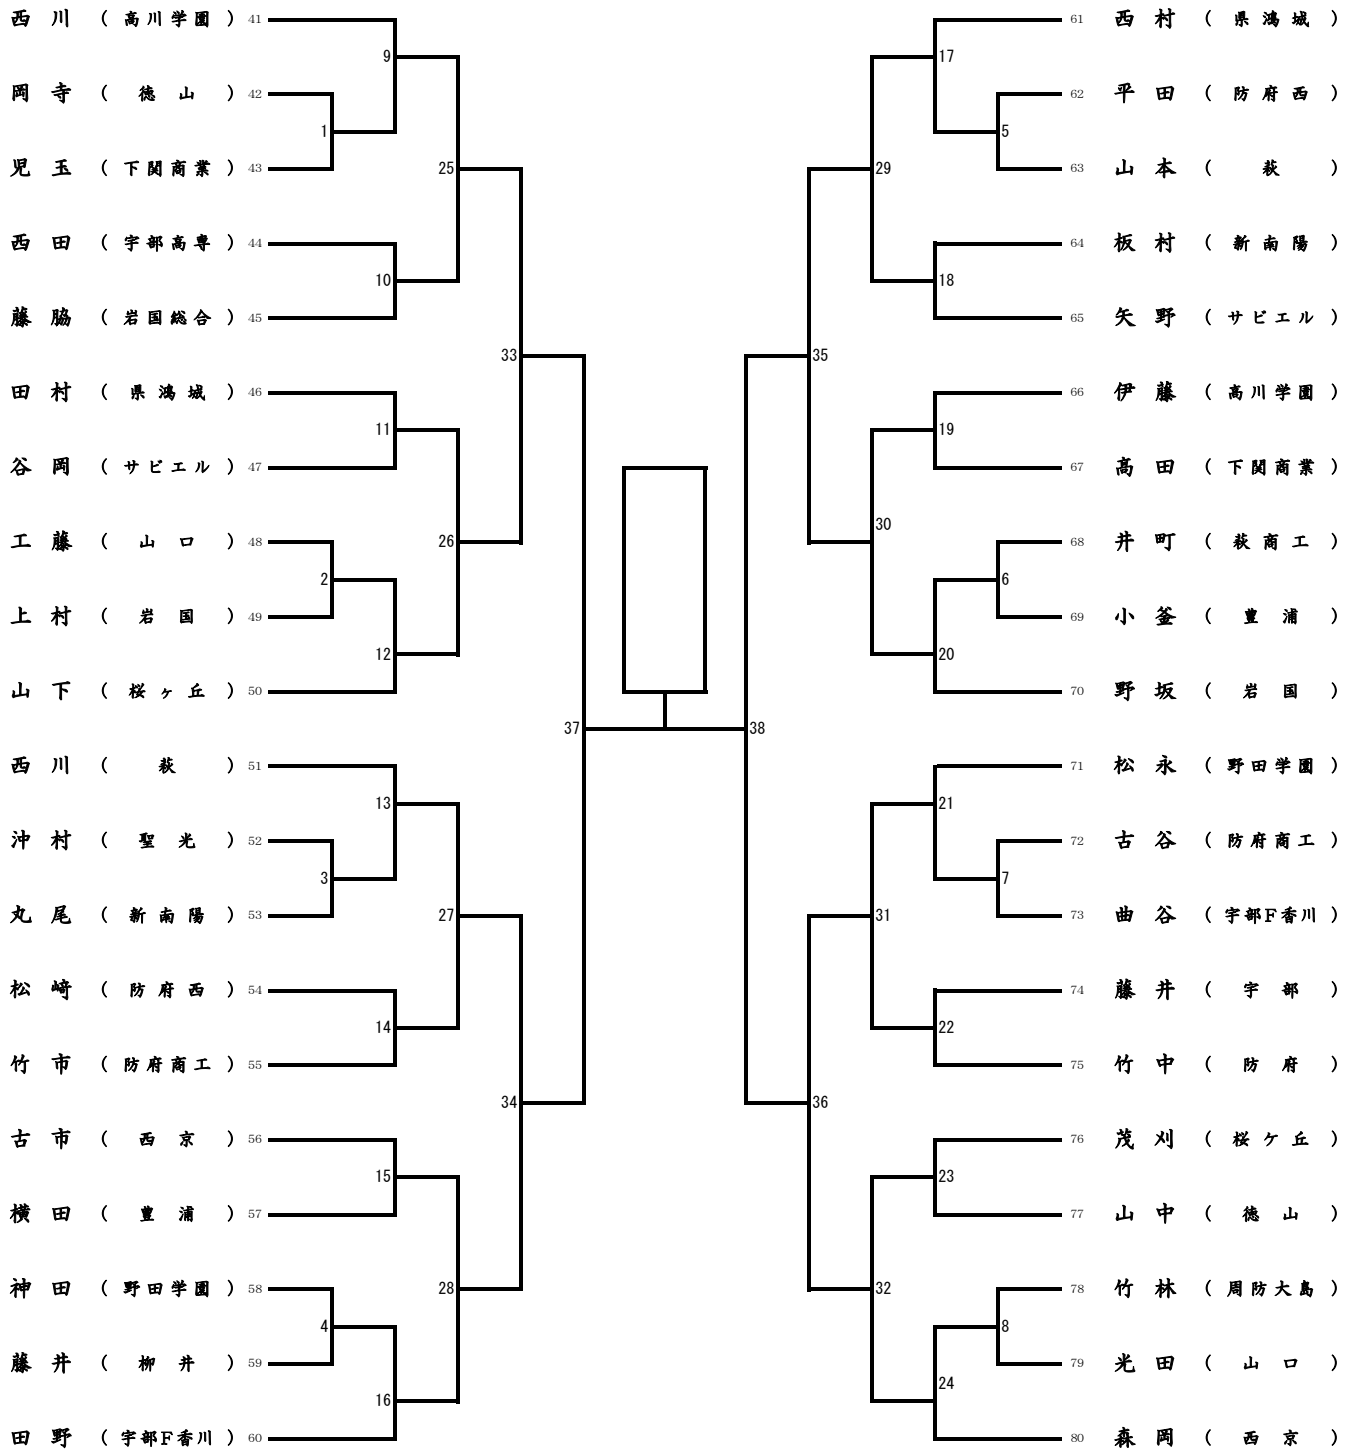 西川 (高川学園) 41
岡寺 (徳山) 42
児玉 (下関商業) 43
西田 (宇部高専) 44
藤脇 (岩国総合) 45
田村 (県鴻城) 46
谷岡 (サビエル) 47
工藤 (山口) 48
上村 (岩国) 49
山下 (桜ヶ丘) 50
西川 (萩) 51
沖村 (聖光) 52
丸尾 (新南陽) 53
松﨑 (防府西) 54
竹市 (防府商工) 55
古市 (西京) 56
横田 (豊浦) 57
神田 (野田学園) 58
藤井 (柳井) 59
田野 (宇部F香川) 60
1
2
3
4
9
10
11
12
13
14
15
16
25
26
27
28
33
34
37
38
35
36
29
30
31
32
17
18
19
20
21
22
23
24
5
6
7
8
61 西村 (県鴻城)
62 平田 (防府西)
63 山本 (萩)
64 板村 (新南陽)
65 矢野 (サビエル)
66 伊藤 (高川学園)
67 髙田 (下関商業)
68 井町 (萩商工)
69 小釜 (豊浦)
70 野坂 (岩国)
71 松永 (野田学園)
72 古谷 (防府商工)
73 曲谷 (宇部F香川)
74 藤井 (宇部)
75 竹中 (防府)
76 茂刈 (桜ケ丘)
77 山中 (徳山)
78 竹林 (周防大島)
79 光田 (山口)
80 森岡 (西京)